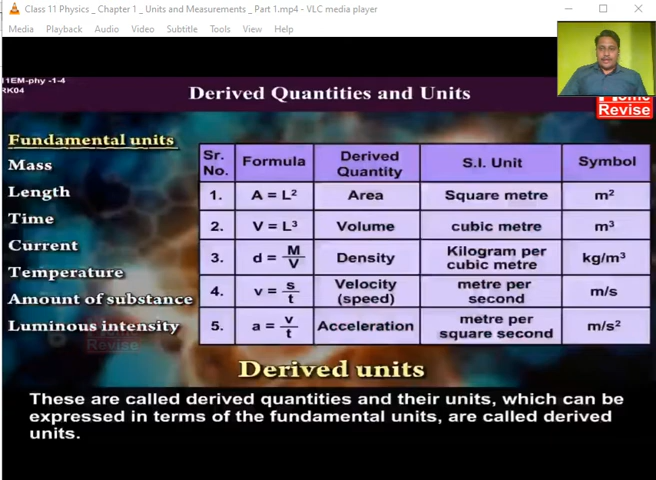 Class 11 Physics _ Chapter 1 _ Units and Measurements _ Part 1.mp4 - VLC media player
Media Playback Audio Video Subtitle Tools View Help
11EM-phy -1-4
RK04
Derived Quantities and Units
Revise
Fundamental units
Mass
Length
Time
Current
Temperature
Amount of substance
Luminous intensity
Sr. No. Formula Derived Quantity S.I. Unit Symbol
1. A = L² Area Square metre m²
2. V = L³ Volume cubic metre m³
3. d = M/V Density Kilogram per cubic metre kg/m³
4. v = s/t Velocity (speed) metre per second m/s
5. a = v/t Acceleration metre per square second m/s²
Home
Revise
Derived units
These are called derived quantities and their units, which can be
expressed in terms of the fundamental units, are called derived
units.